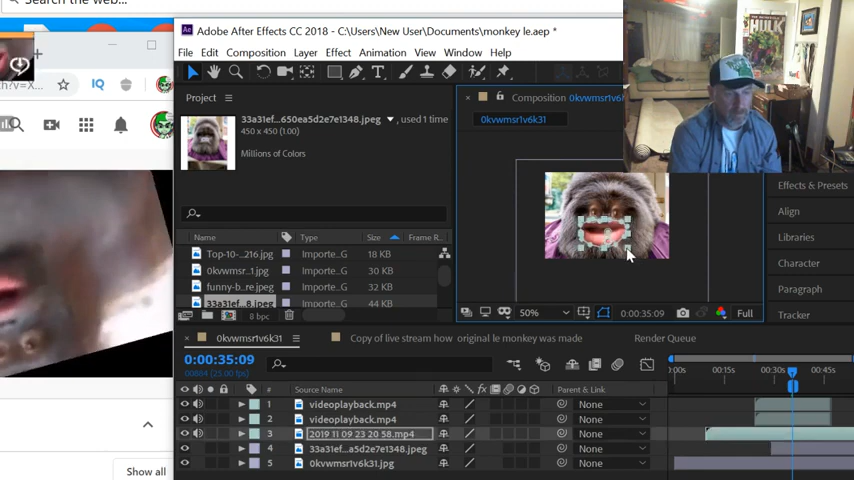 Search the web...
Adobe After Effects CC 2018 - C:\Users\New User\Documents\monkey le.aep *
File Edit Composition Layer Effect Animation View Window Help
h?v=X...
IQ
Project
Composition 0kvwmsr1v6k31
0kvwmsr1v6k31
33a31ef...650ea5d2e7e1348.jpeg , used 1 time
450 x 450 (1.00)
Millions of Colors
Effects & Presets
Align
Libraries
Character
Paragraph
Tracker
Name Type Size Frame R...
Top-10-...216.jpg Importe...G 18 KB
0kvwmsr...1.jpg Importe...G 30 KB
funny-b...re.jpeg Importe...G 32 KB
33a31ef...8.jpeg Importe...G 44 KB
8 bpc
50% 0:00:35:09 Full
0kvwmsr1v6k31 Copy of live stream how original le monkey was made Render Queue
0:00:35:09
00884 (25.00 fps)
:00s 00:15s 00:30s 00:45s
# Source Name fx Parent & Link
1 videoplayback.mp4 None
2 videoplayback.mp4 None
3 2019 11 09 23 20 58.mp4 None
4 33a31ef...a5d2e7e1348.jpeg None
5 0kvwmsr1v6k31.jpg None
Show all